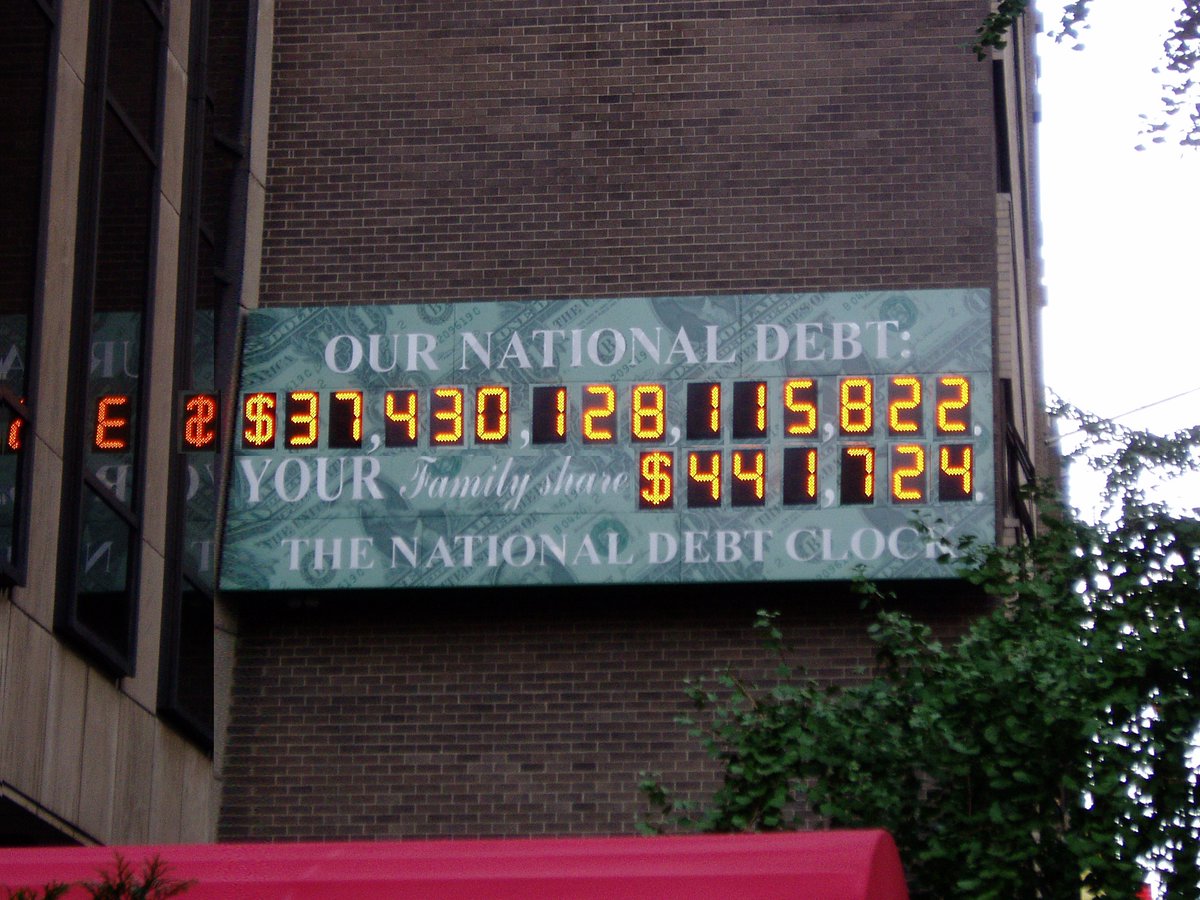 OUR NATIONAL DEBT:
$37,430,128,115,822.
YOUR Family share $441,724.
THE NATIONAL DEBT CLOCK